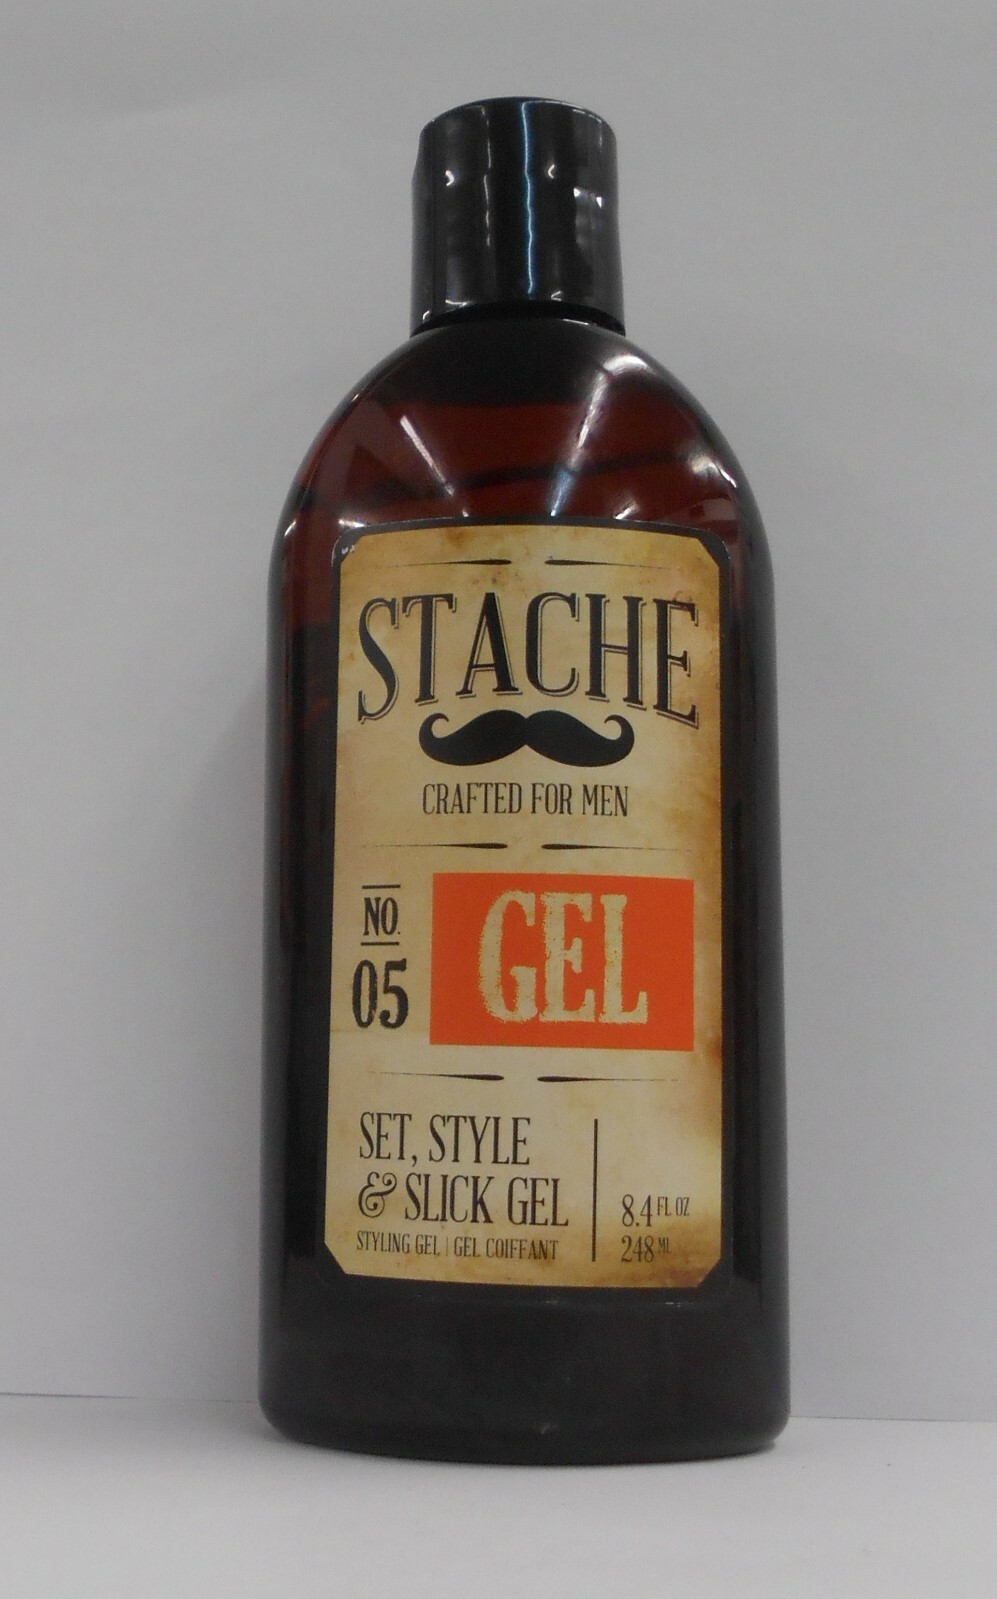 STACHE
CRAFTED FOR MEN
NO.
05
GEL
SET, STYLE
& SLICK GEL
STYLING GEL | GEL COIFFANT
8.4 FL OZ
248 ML